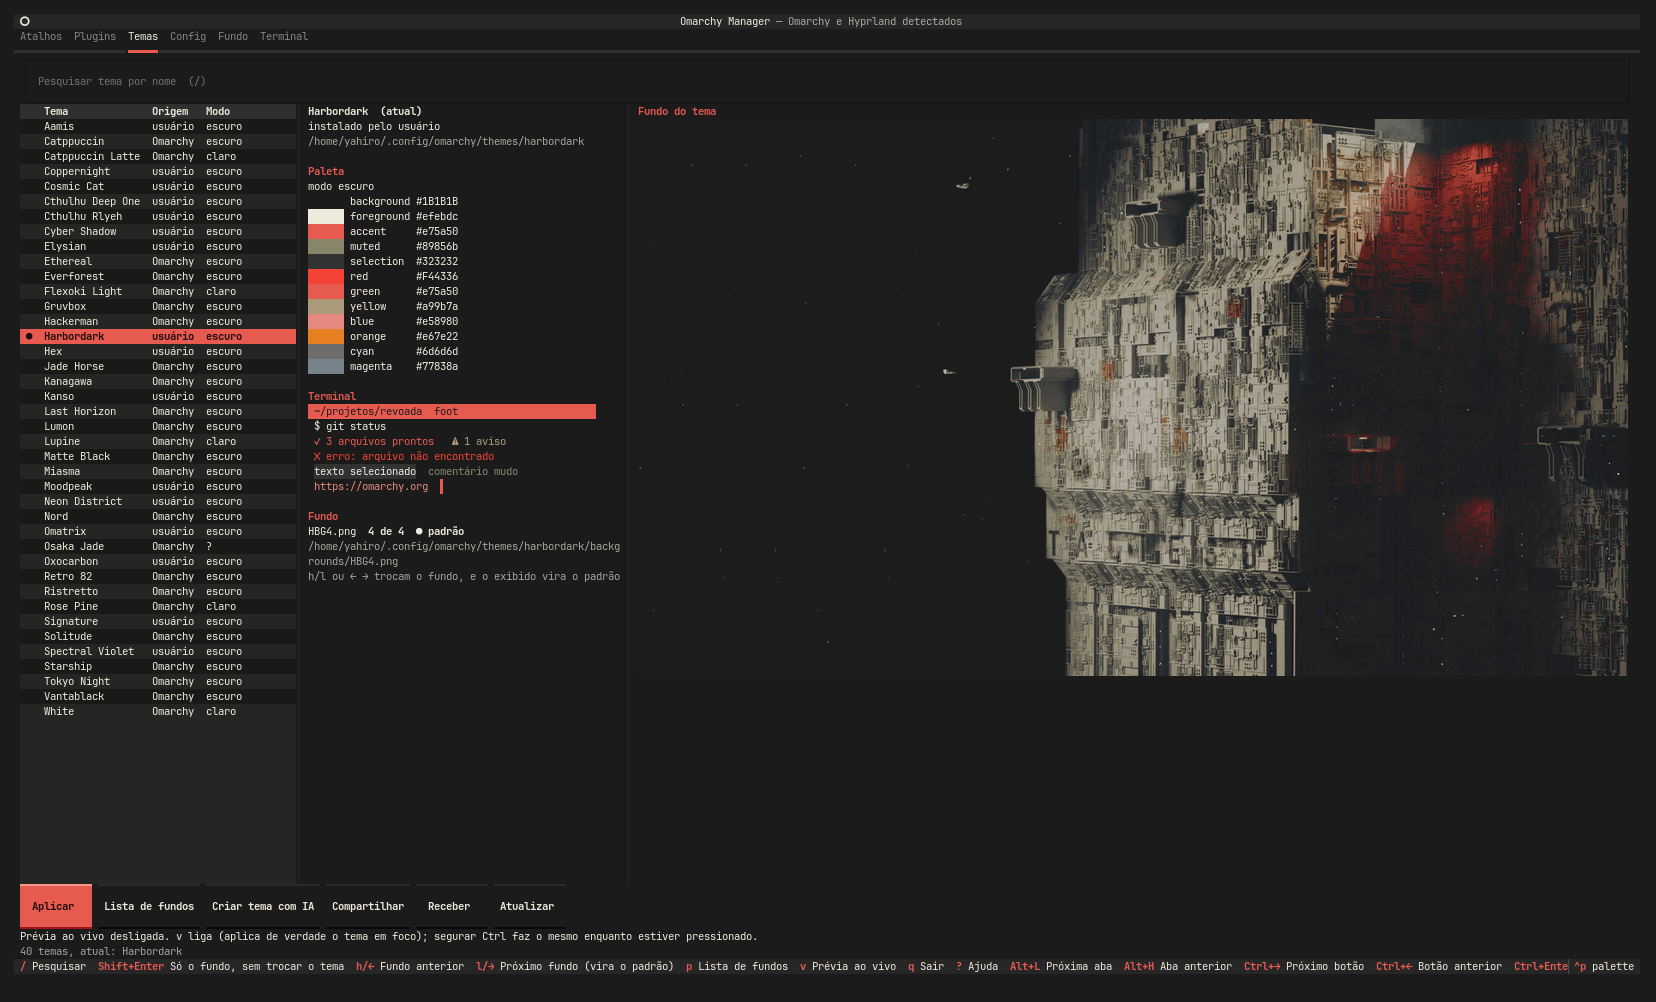 Omarchy Manager — Omarchy e Hyprland detectados
Atalhos Plugins Temas Config Fundo Terminal
Pesquisar tema por nome (/)
Tema Origem Modo
Aamis usuário escuro
Catppuccin Omarchy escuro
Catppuccin Latte Omarchy claro
Coppernight usuário escuro
Cosmic Cat usuário escuro
Cthulhu Deep One usuário escuro
Cthulhu Rlyeh usuário escuro
Cyber Shadow usuário escuro
Elysian usuário escuro
Ethereal Omarchy escuro
Everforest Omarchy escuro
Flexoki Light Omarchy claro
Gruvbox Omarchy escuro
Hackerman Omarchy escuro
● Harbordark usuário escuro
Hex usuário escuro
Jade Horse usuário escuro
Kanagawa Omarchy escuro
Kanso usuário escuro
Last Horizon Omarchy escuro
Lumon Omarchy escuro
Lupine Omarchy claro
Matte Black Omarchy escuro
Miasma Omarchy escuro
Moodpeak usuário escuro
Neon District usuário escuro
Nord Omarchy escuro
Omatrix usuário escuro
Osaka Jade Omarchy ?
Oxocarbon usuário escuro
Retro 82 Omarchy escuro
Ristretto Omarchy escuro
Rose Pine Omarchy claro
Signature usuário escuro
Solitude Omarchy escuro
Spectral Violet usuário escuro
Starship Omarchy escuro
Tokyo Night Omarchy escuro
Vantablack Omarchy escuro
White Omarchy claro
Harbordark (atual)
instalado pelo usuário
/home/yahiro/.config/omarchy/themes/harbordark
Paleta
modo escuro
background #1B1B1B
foreground #efebdc
accent #e75a50
muted #89856b
selection #323232
red #F44336
green #e75a50
yellow #a99b7a
blue #e58980
orange #e67e22
cyan #6d6d6d
magenta #77838a
Terminal
~/projetos/revoada foot
$ git status
✓ 3 arquivos prontos ⚠ 1 aviso
✗ erro: arquivo não encontrado
texto selecionado comentário mudo
https://omarchy.org
Fundo
HBG4.png 4 de 4 ● padrão
/home/yahiro/.config/omarchy/themes/harbordark/backg
rounds/HBG4.png
h/l ou ← → trocam o fundo, e o exibido vira o padrão
Fundo do tema
Aplicar Lista de fundos Criar tema com IA Compartilhar Receber Atualizar
Prévia ao vivo desligada. v liga (aplica de verdade o tema em foco); segurar Ctrl faz o mesmo enquanto estiver pressionado.
40 temas, atual: Harbordark
/ Pesquisar Shift+Enter Só o fundo, sem trocar o tema h/← Fundo anterior l/→ Próximo fundo (vira o padrão) p Lista de fundos v Prévia ao vivo q Sair ? Ajuda Alt+L Próxima aba Alt+H Aba anterior Ctrl+→ Próximo botão Ctrl+← Botão anterior Ctrl+Ente ^p palette